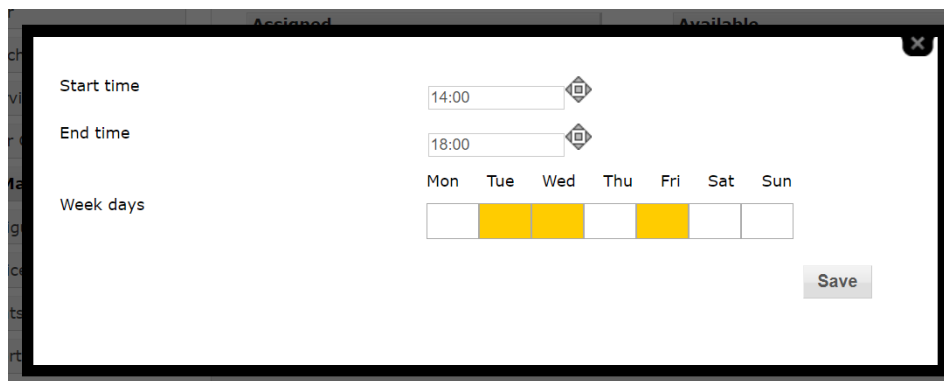 Assigned Available
Start time
14:00
End time
18:00
Mon Tue Wed Thu Fri Sat Sun
Week days
Save